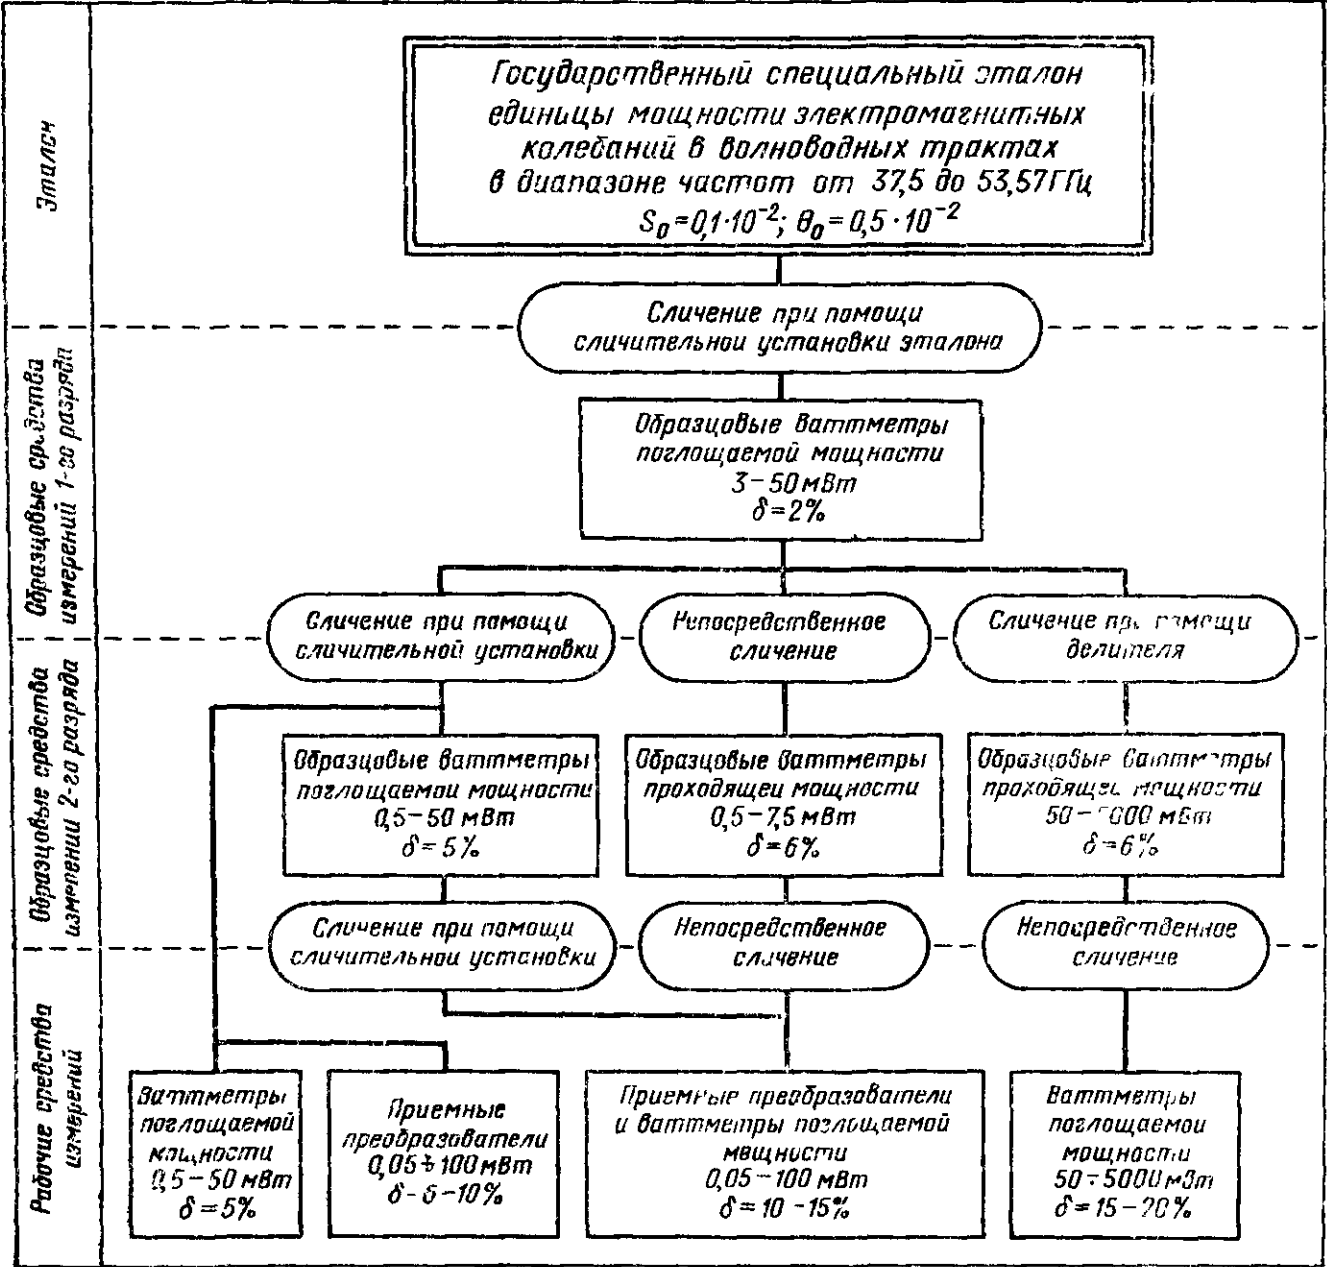 Эталон
Государственный специальный эталон
единицы мощности электромагнитных
колебаний в волноводных трактах
в диапазоне частот от 37,5 до 53,57 ГГц
S₀=0,1·10⁻²; θ₀=0,5·10⁻²
Сличение при помощи
сличительной установки эталона
Образцовые средства
измерений 1-го разряда
Образцовые ваттметры
поглощаемой мощности
3-50 мВт
δ=2%
Сличение при помощи
сличительной установки
Непосредственное
сличение
Сличение при помощи
делителя
Образцовые средства
измерений 2-го разряда
Образцовые ваттметры
поглощаемой мощности
0,5-50 мВт
δ=5%
Образцовые ваттметры
проходящей мощности
0,5-7,5 мВт
δ=6%
Образцовые ваттметры
проходящей мощности
мВт
δ=6%
Сличение при помощи
сличительной установки
Непосредственное
сличение
Непосредственное
сличение
Рабочие средства
измерений
Ваттметры
поглощаемой
мощности
0,5-50 мВт
δ=5%
Приемные
преобразователи
0,05÷100 мВт
Приемные преобразователи
и ваттметры поглощаемой
мощности
0,05-100 мВт
δ=10-15%
Ваттметры
поглощаемой
мощности
50÷5000 мВт
δ=15-20%